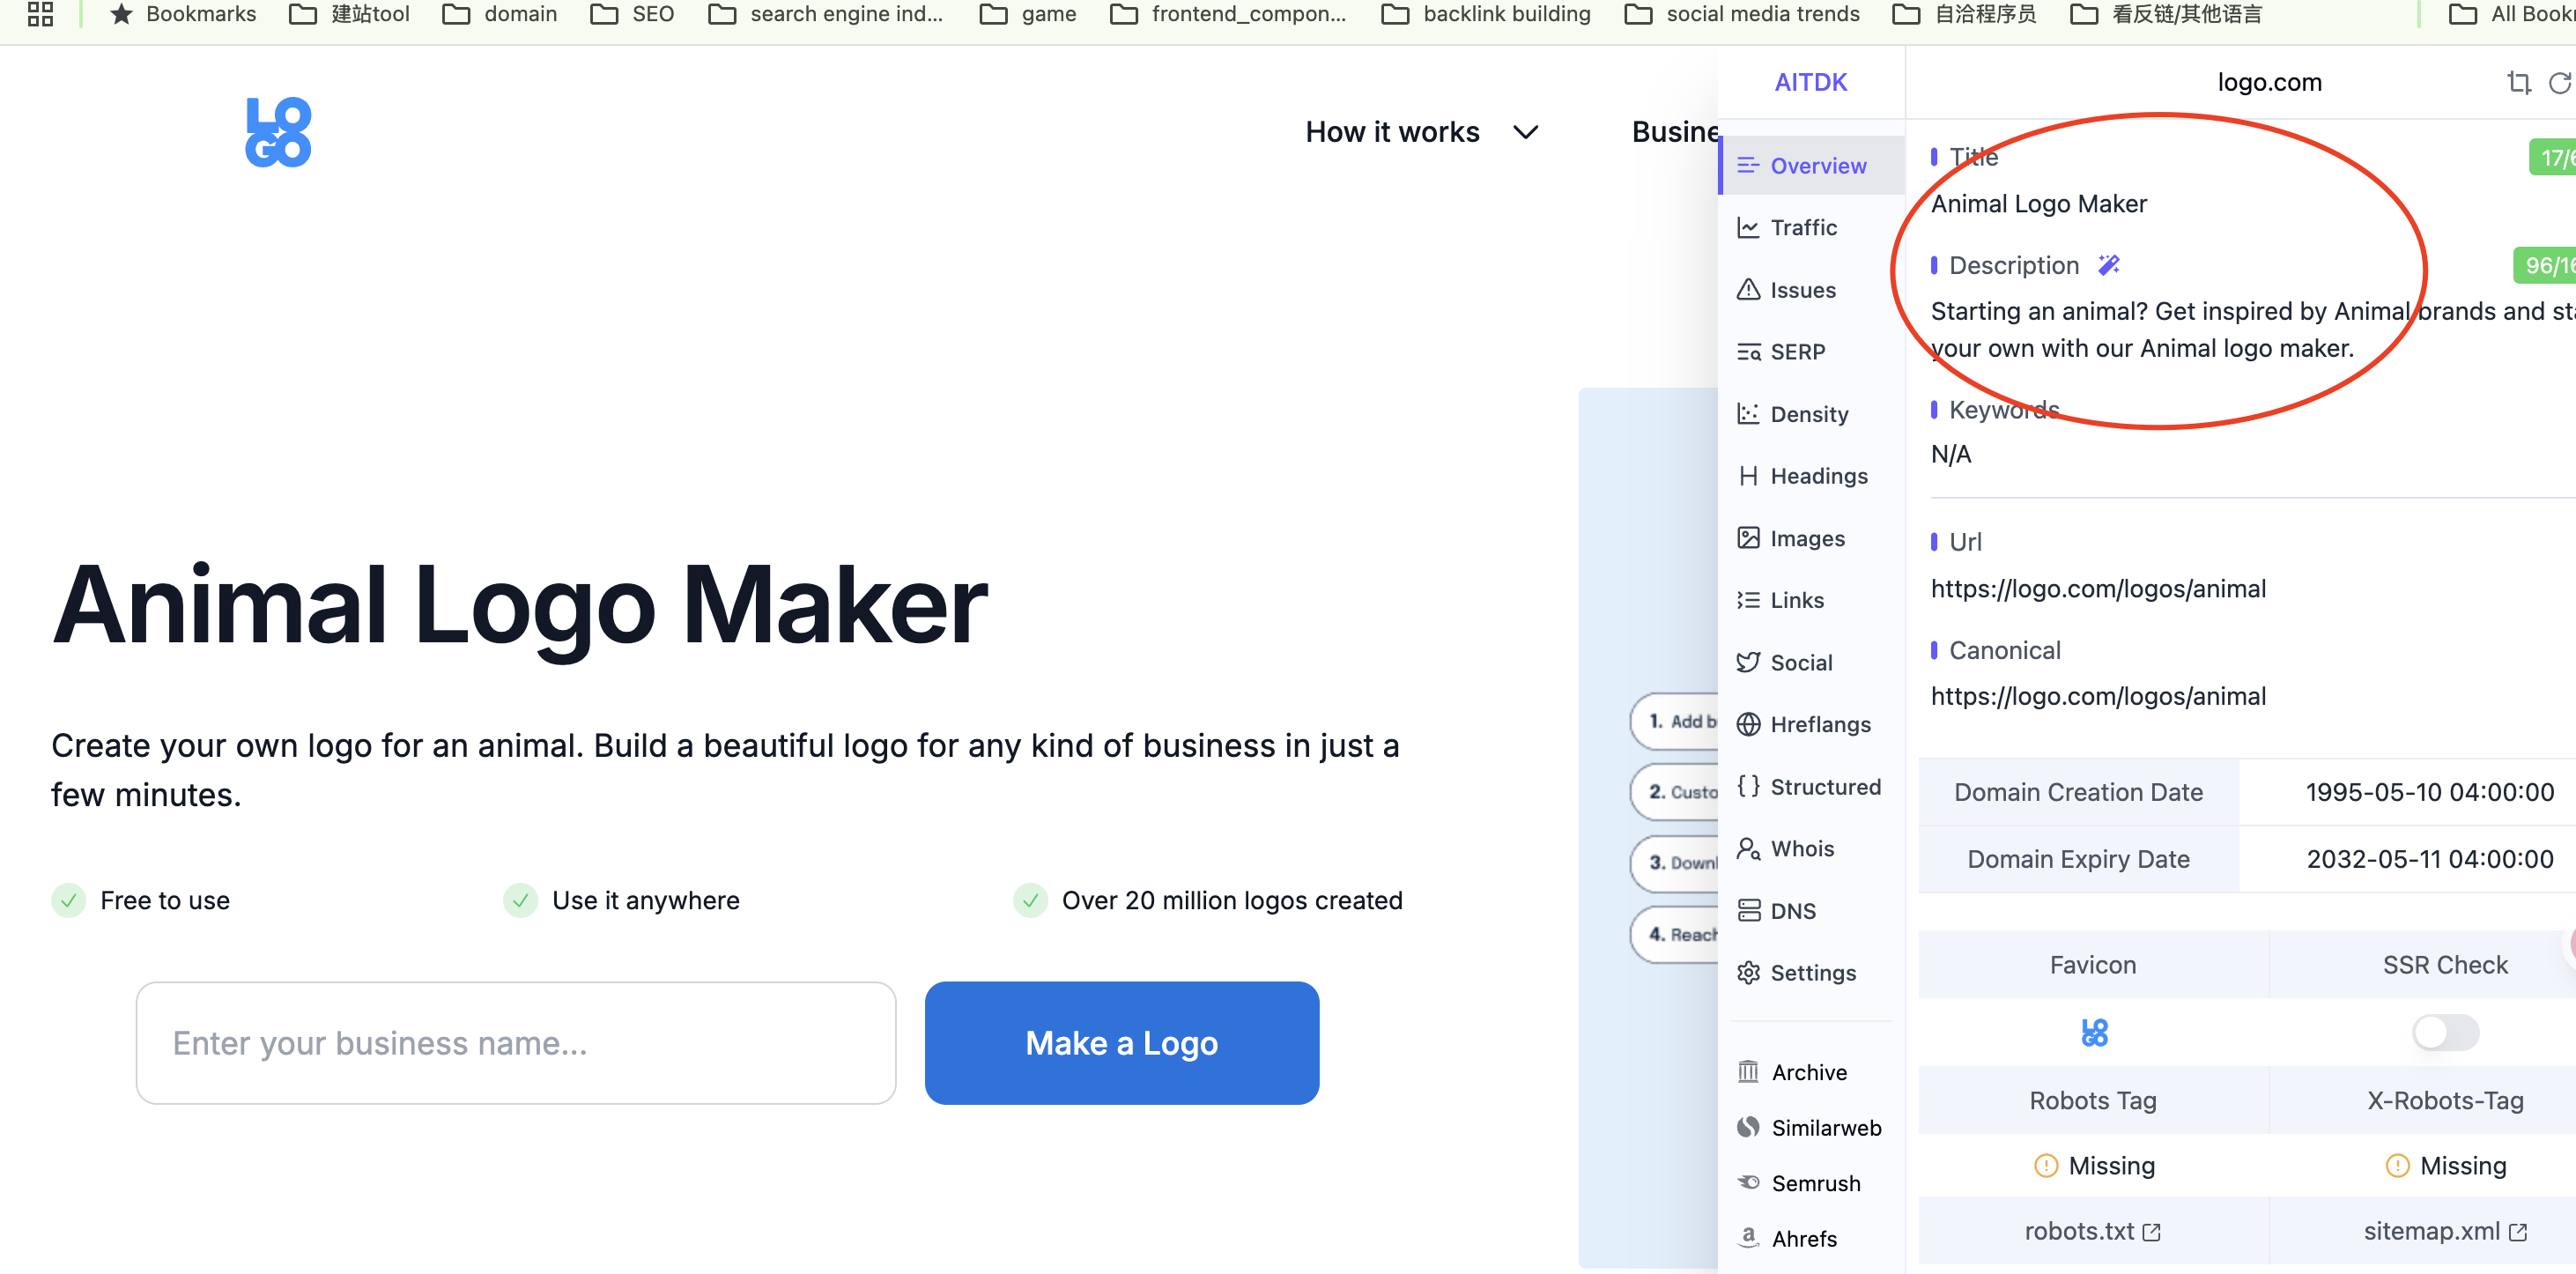 Bookmarks 建站tool domain SEO search engine ind... game frontend_compon... backlink building social media trends 自洽程序员 看反链/其他语言 All Book
LOGO
How it works
Busine
Animal Logo Maker
Create your own logo for an animal. Build a beautiful logo for any kind of business in just a
few minutes.
Free to use
Use it anywhere
Over 20 million logos created
Enter your business name...
Make a Logo
1. Add b
2. Custo
3. Down
4. Reach
AITDK
Overview
Traffic
Issues
SERP
Density
Headings
Images
Links
Social
Hreflangs
Structured
Whois
DNS
Settings
Archive
Similarweb
Semrush
Ahrefs
logo.com
Title
17/6
Animal Logo Maker
Description
96/16
Starting an animal? Get inspired by Animal brands and sta
your own with our Animal logo maker.
Keywords
N/A
Url
https://logo.com/logos/animal
Canonical
https://logo.com/logos/animal
Domain Creation Date 1995-05-10 04:00:00
Domain Expiry Date 2032-05-11 04:00:00
Favicon SSR Check
LOGO
Robots Tag X-Robots-Tag
Missing Missing
robots.txt sitemap.xml